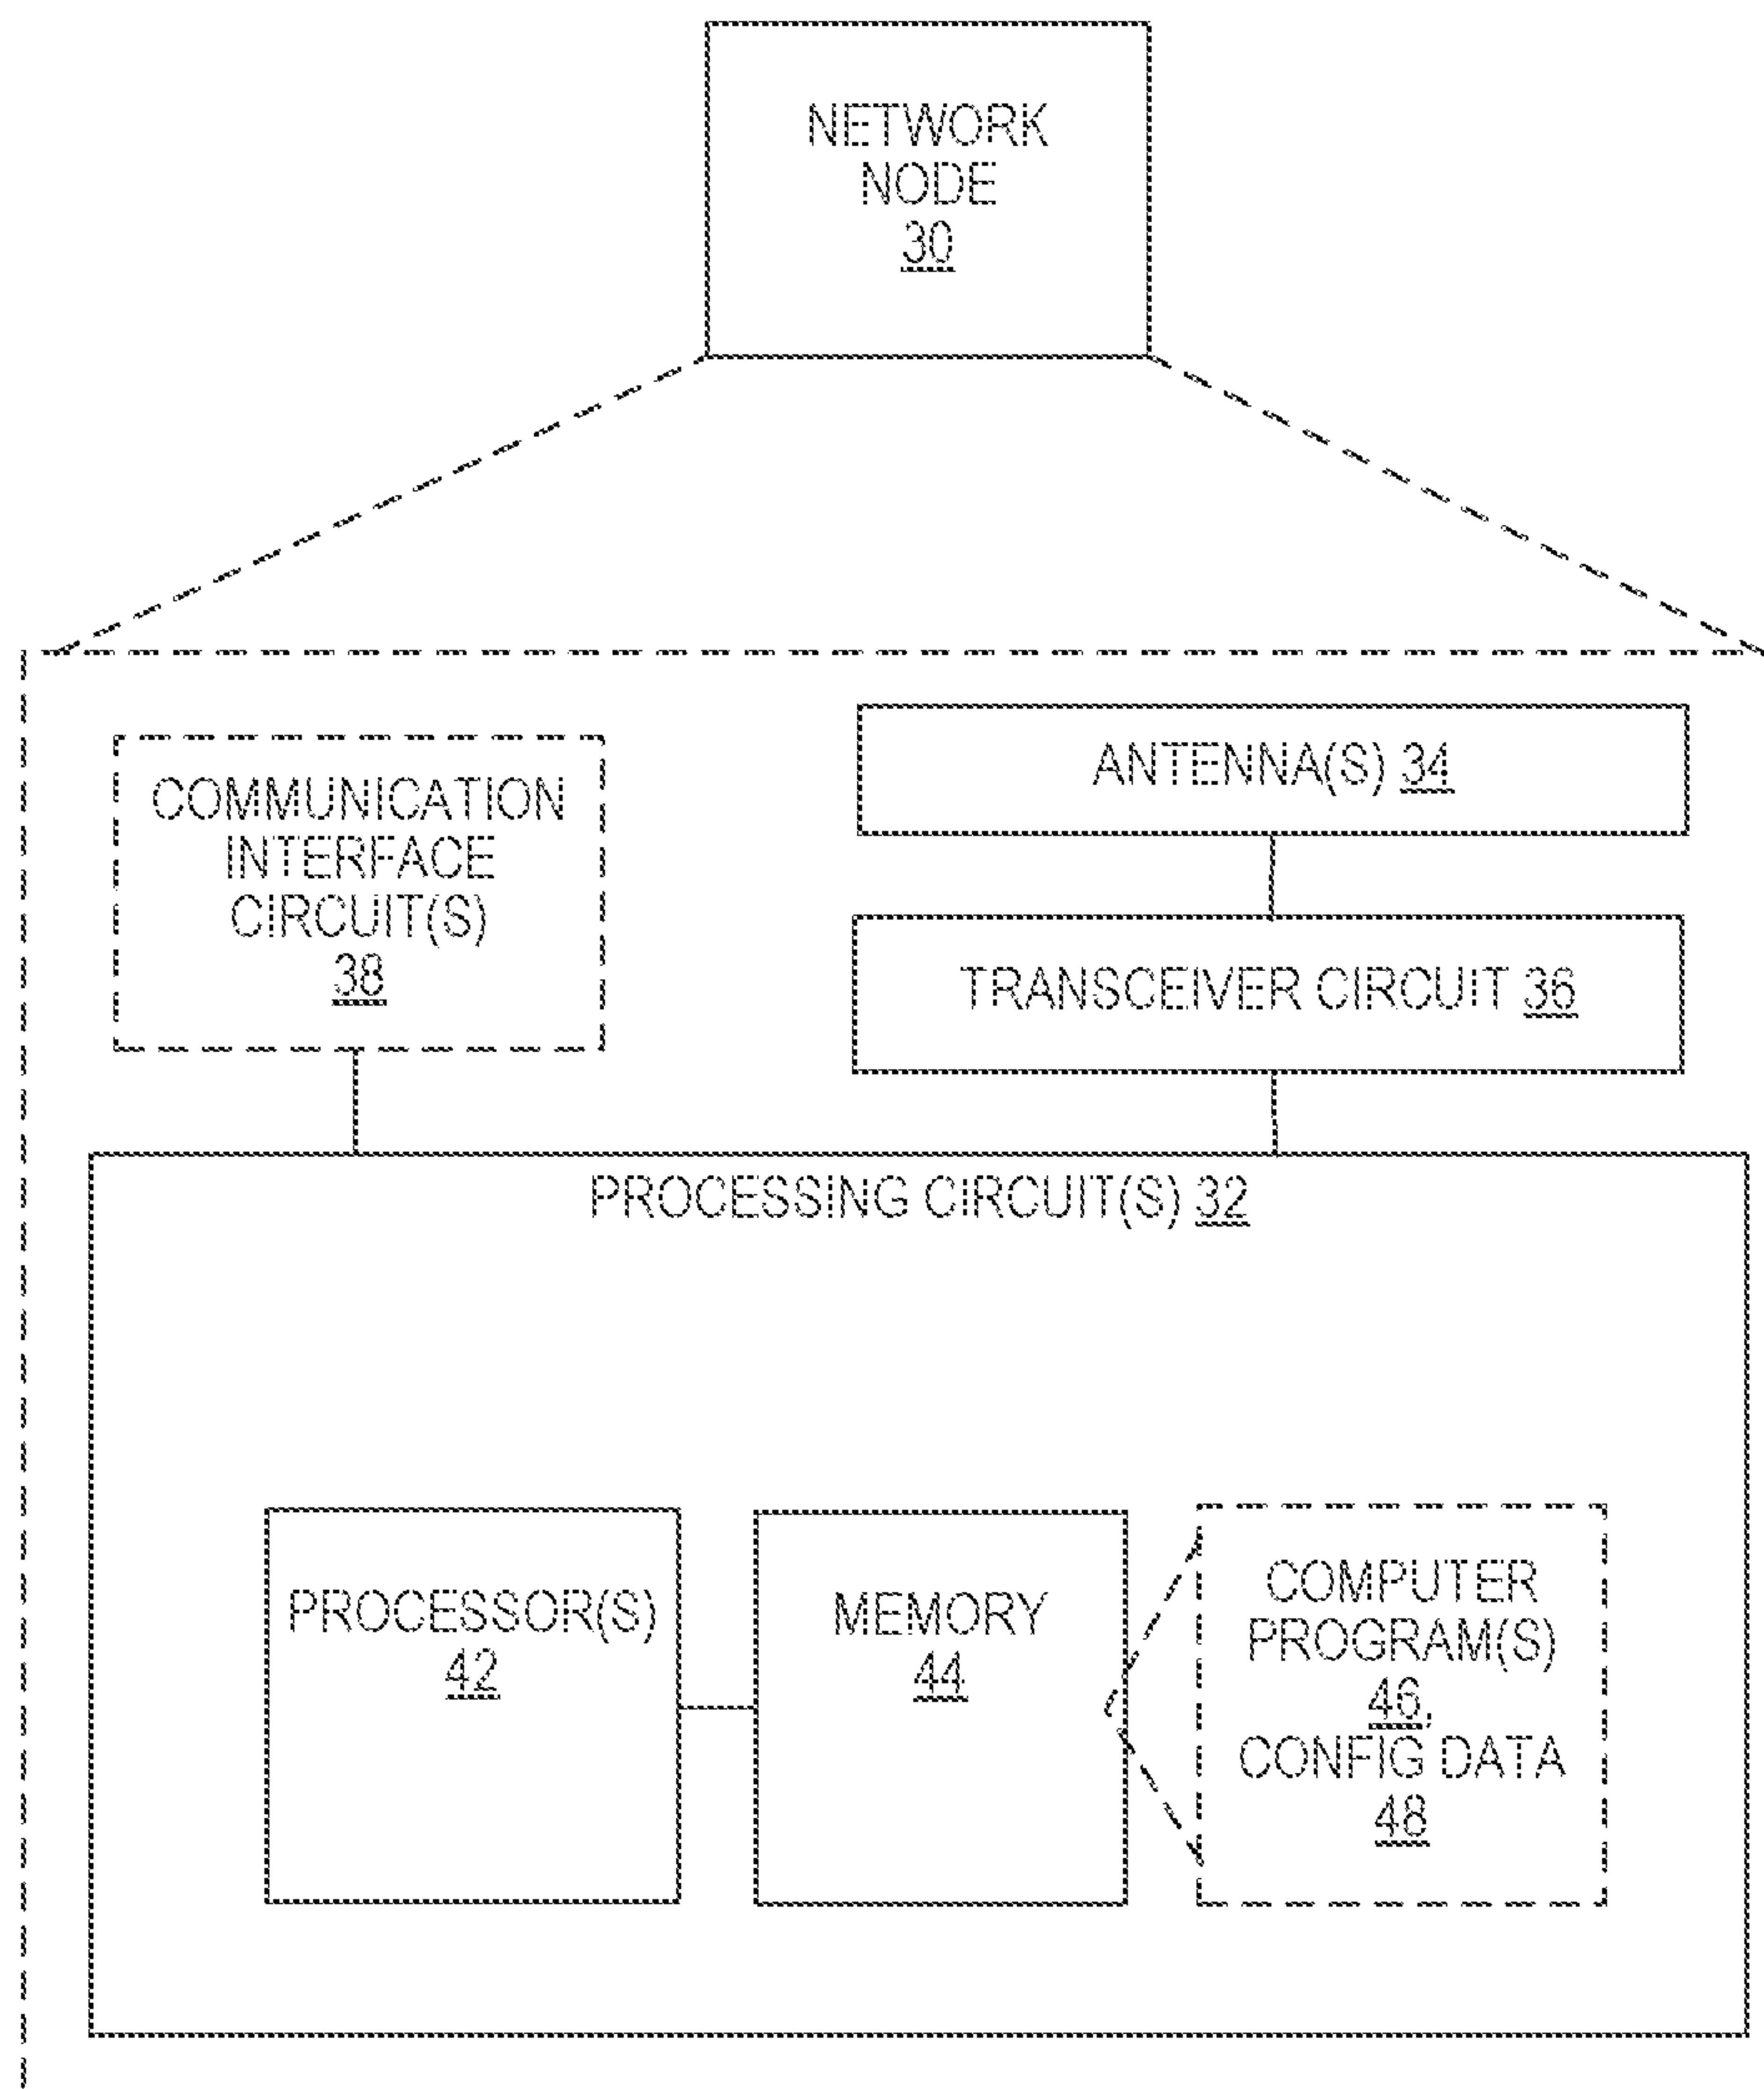 NETWORK
NODE
30
ANTENNA(S) 34
COMMUNICATION
INTERFACE
CIRCUIT(S)
38
TRANSCEIVER CIRCUIT 36
PROCESSING CIRCUIT(S) 32
PROCESSOR(S)
42
MEMORY
44
COMPUTER
PROGRAM(S)
46,
CONFIG DATA
48